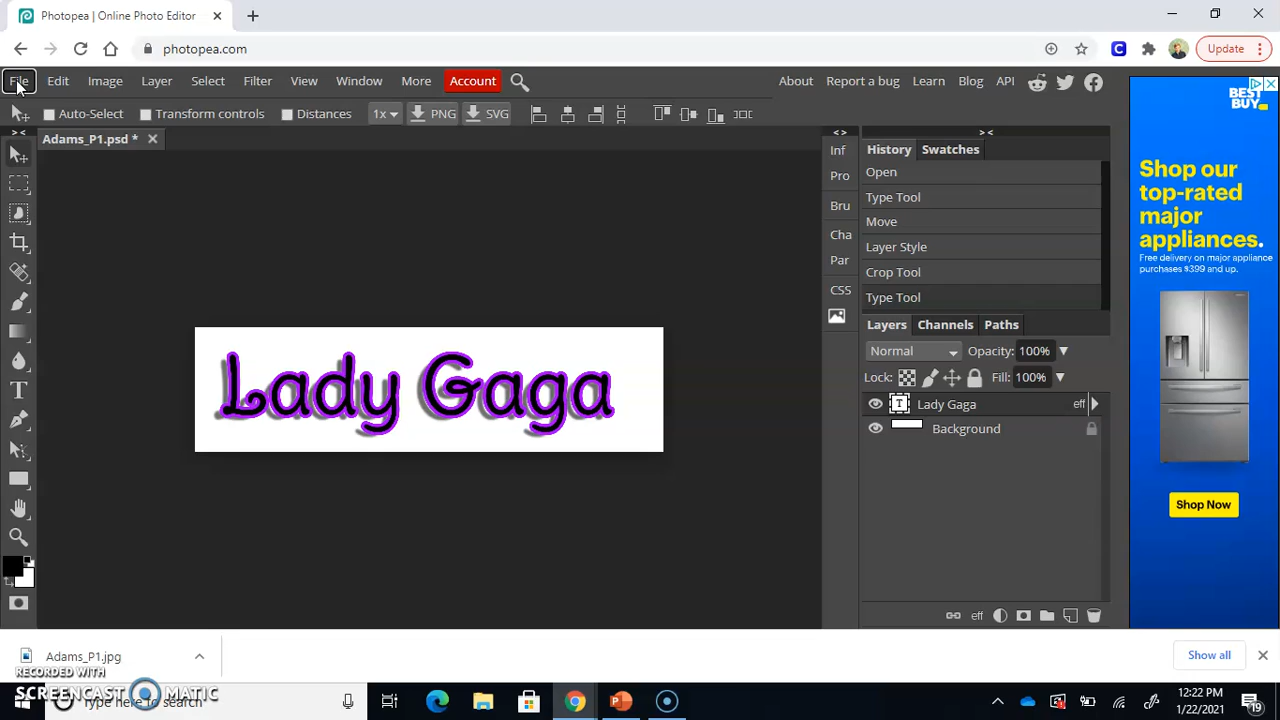 Photopea | Online Photo Editor
photopea.com
Update
File Edit Image Layer Select Filter View Window More Account About Report a bug Learn Blog API
Auto-Select Transform controls Distances 1x PNG SVG
Adams_P1.psd *
Inf
Pro
Bru
Cha
Par
CSS
History Swatches
Open
Type Tool
Move
Layer Style
Crop Tool
Type Tool
Layers Channels Paths
Normal Opacity: 100%
Lock: Fill: 100%
T Lady Gaga eff
Background
eff
Lady Gaga
BEST
BUY
Shop our
top-rated
major
appliances.
Free delivery on major appliance
purchases $399 and up.
Shop Now
Adams_P1.jpg
Show all
RECORDED WITH
SCREENCAST MATIC
Type here to search
12:22 PM
1/22/2021
19